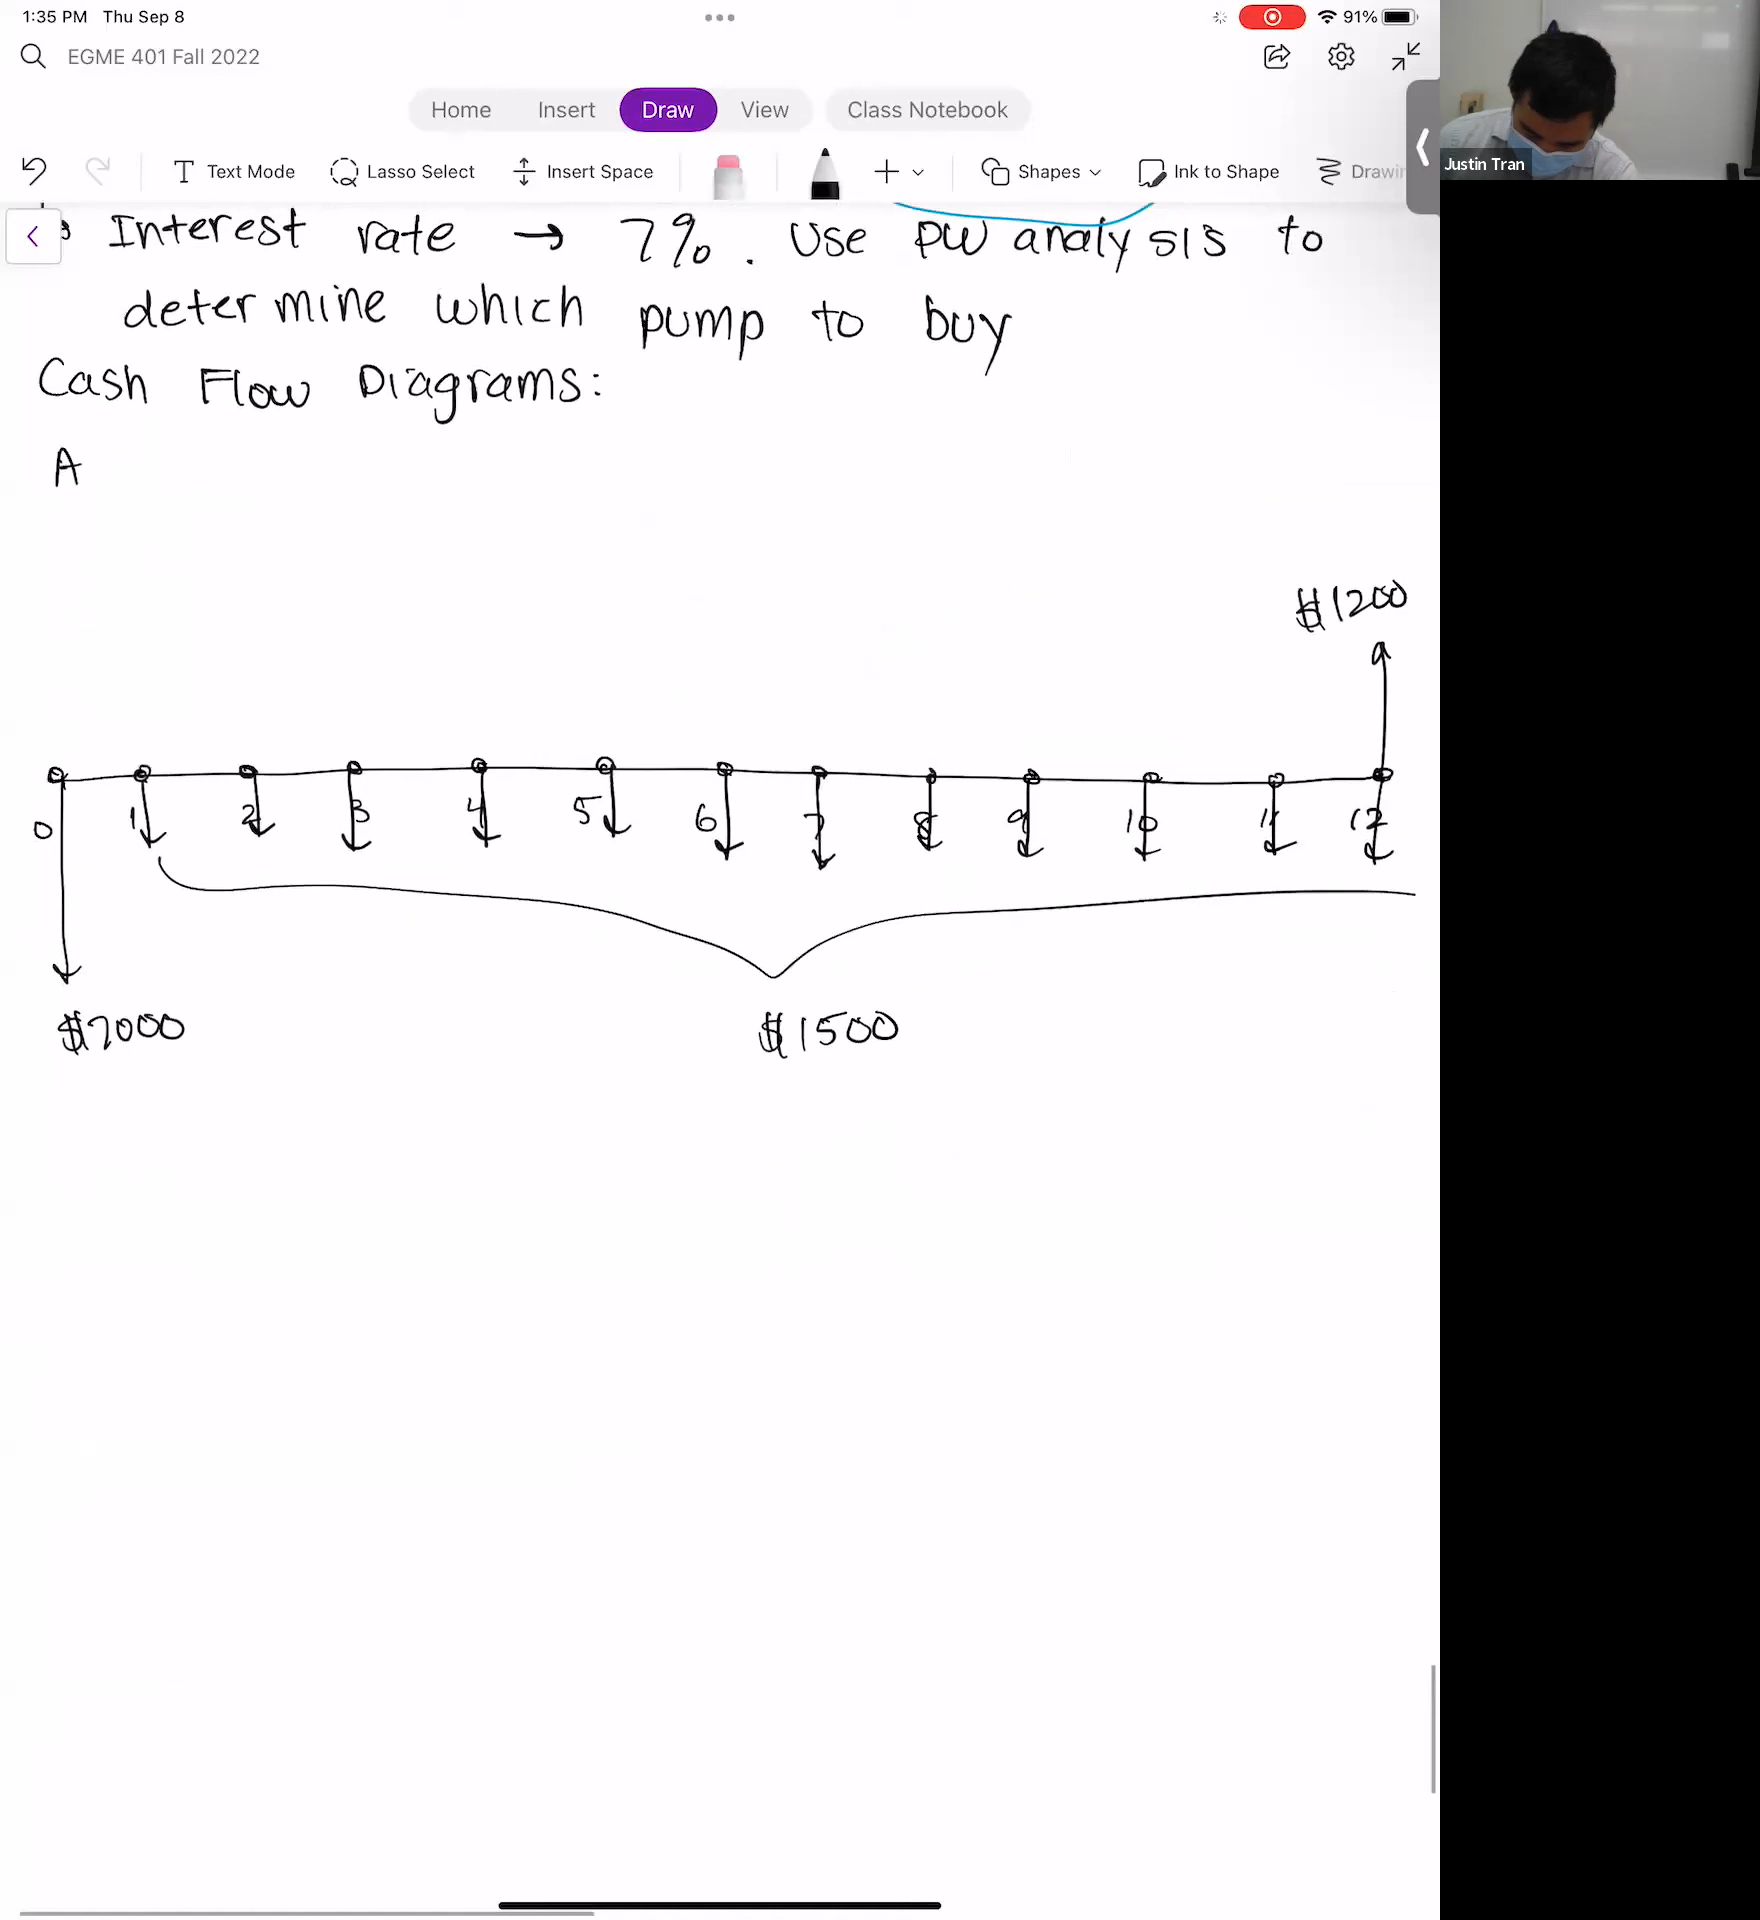 1:35 PM Thu Sep 8
91%
EGME 401 Fall 2022
Home Insert Draw View Class Notebook
Text Mode Lasso Select Insert Space Shapes Ink to Shape Drawi
Justin Tran
Interest rate → 7%. Use PW analysis to
determine which pump to buy
Cash Flow Diagrams:
A
$1200
0 1 2 3 4 5 6 7 8 9 10 11 12
$7000 $1500